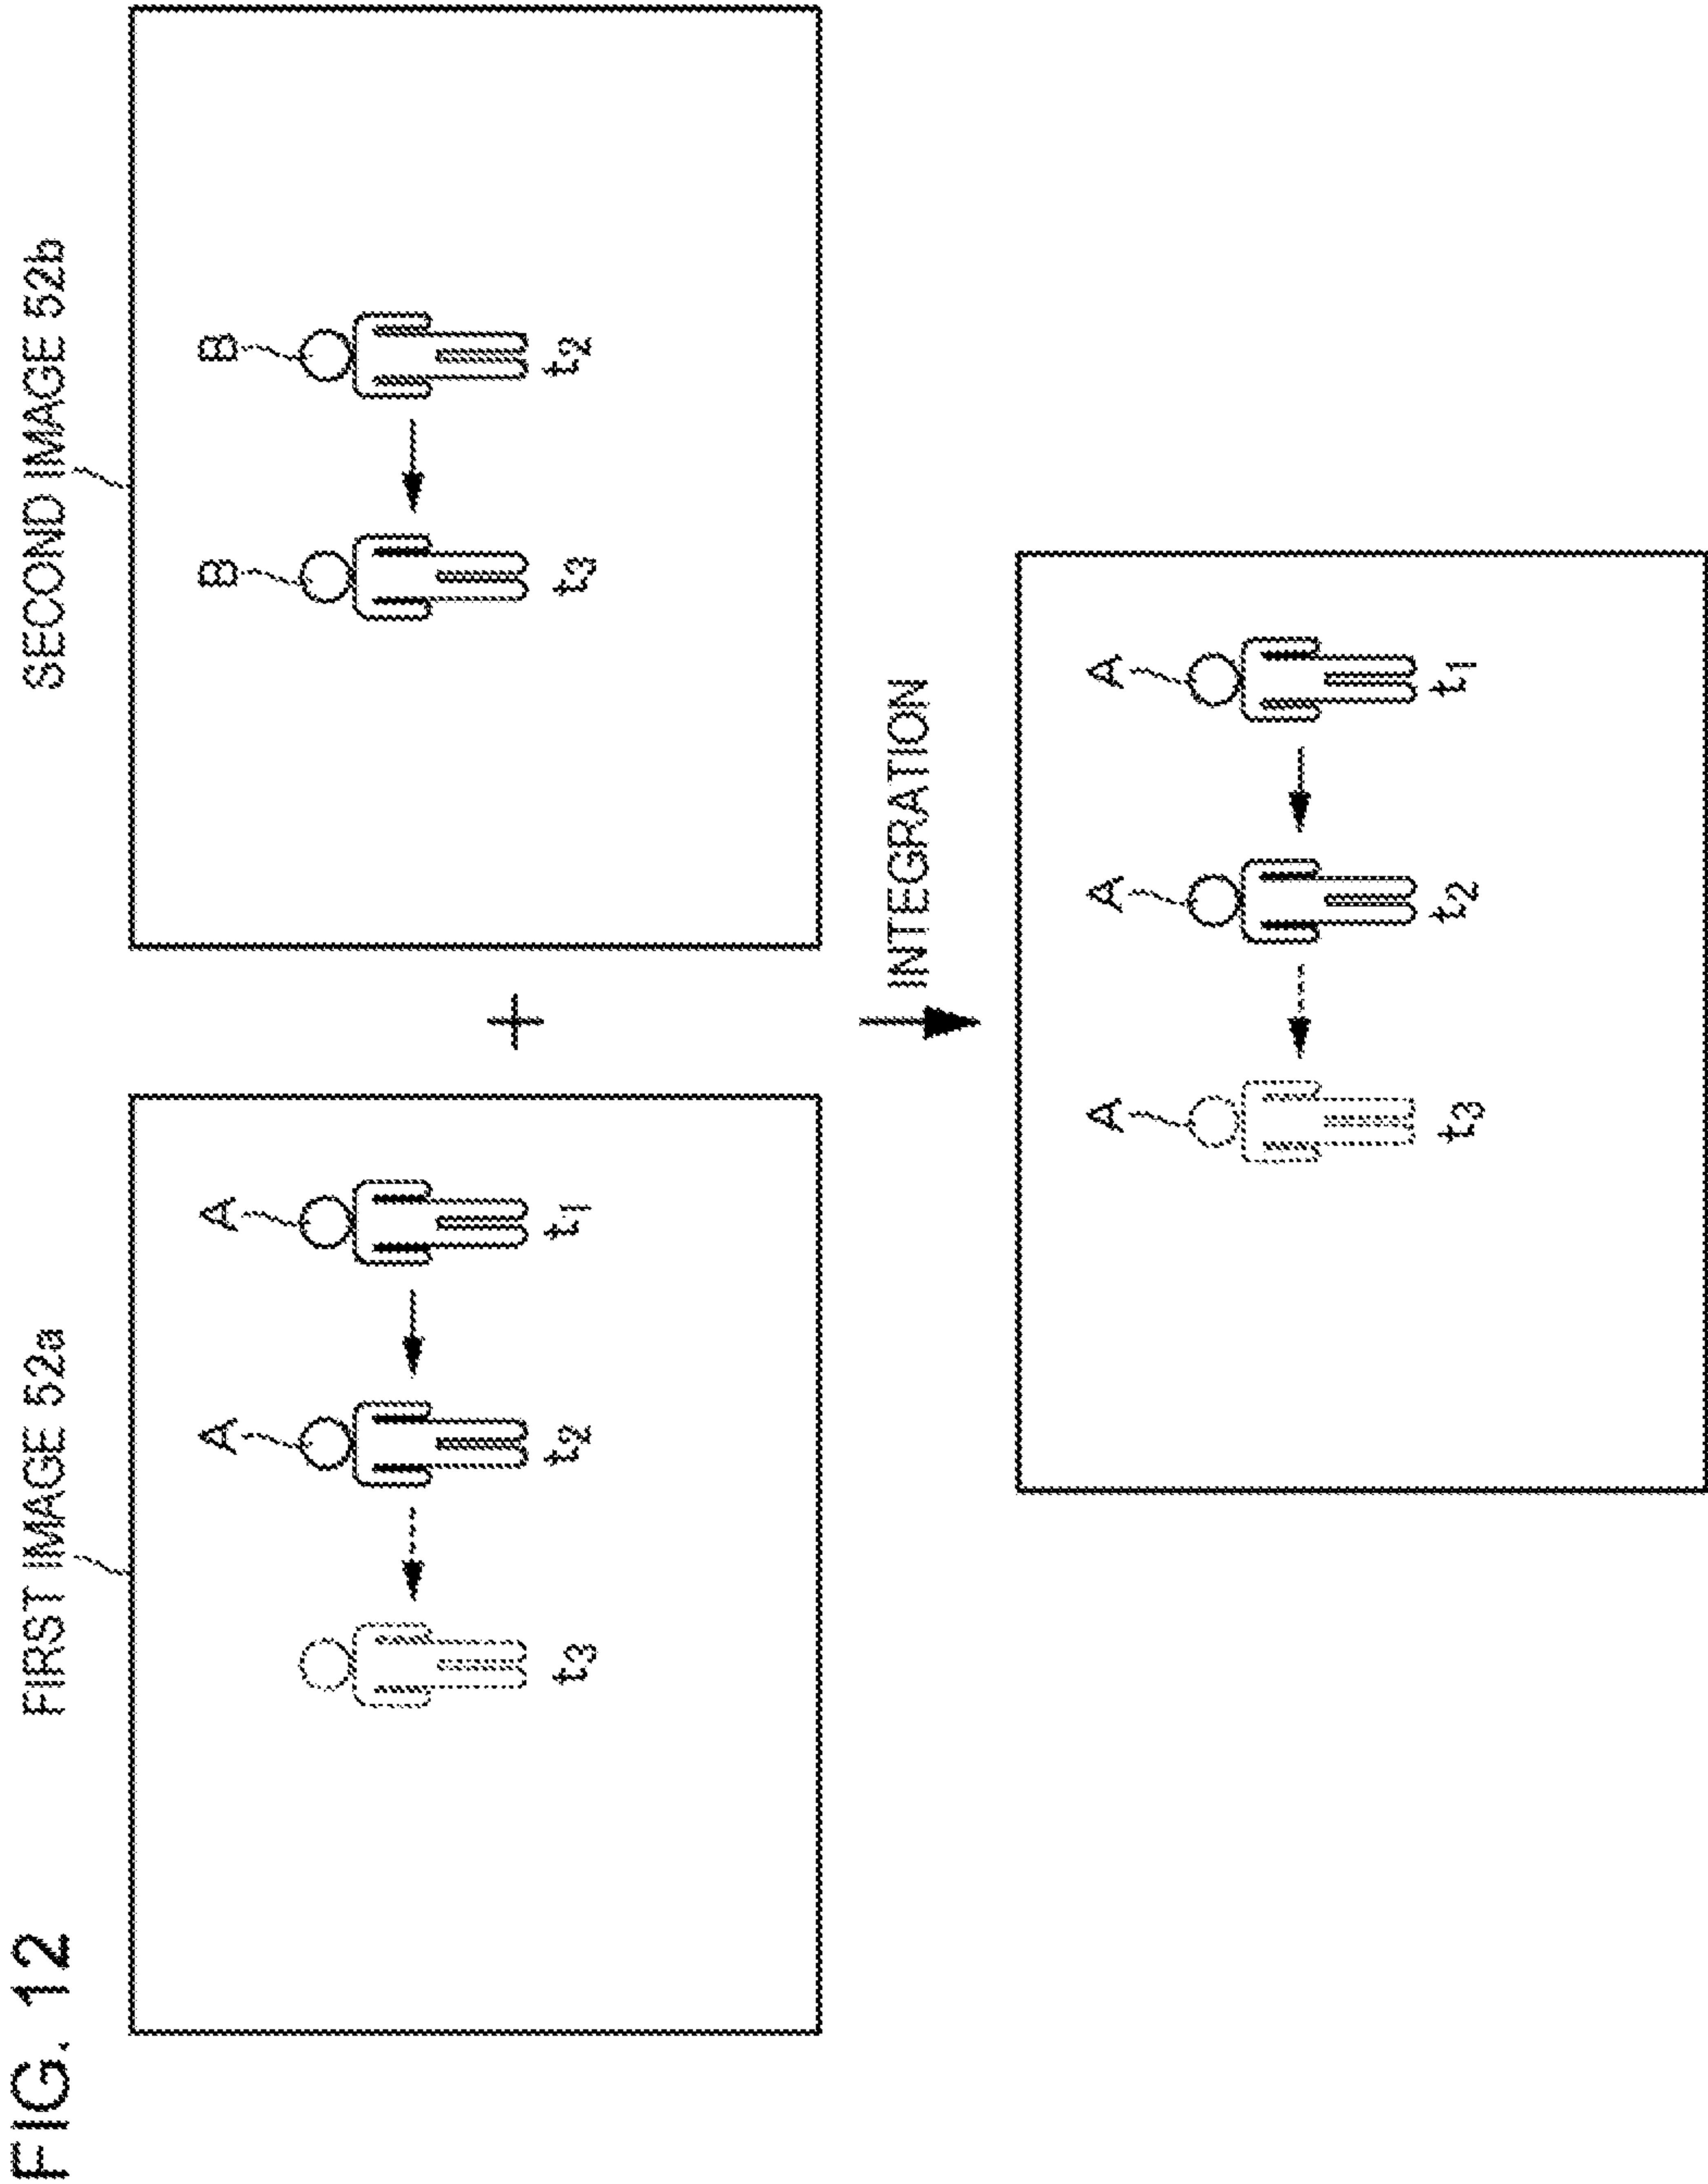 FIG. 12
FIRST IMAGE 52a
A A
t3 t2 t1
+
SECOND IMAGE 52b
B B
t3 t2
INTEGRATION
A A A
t3 t2 t1